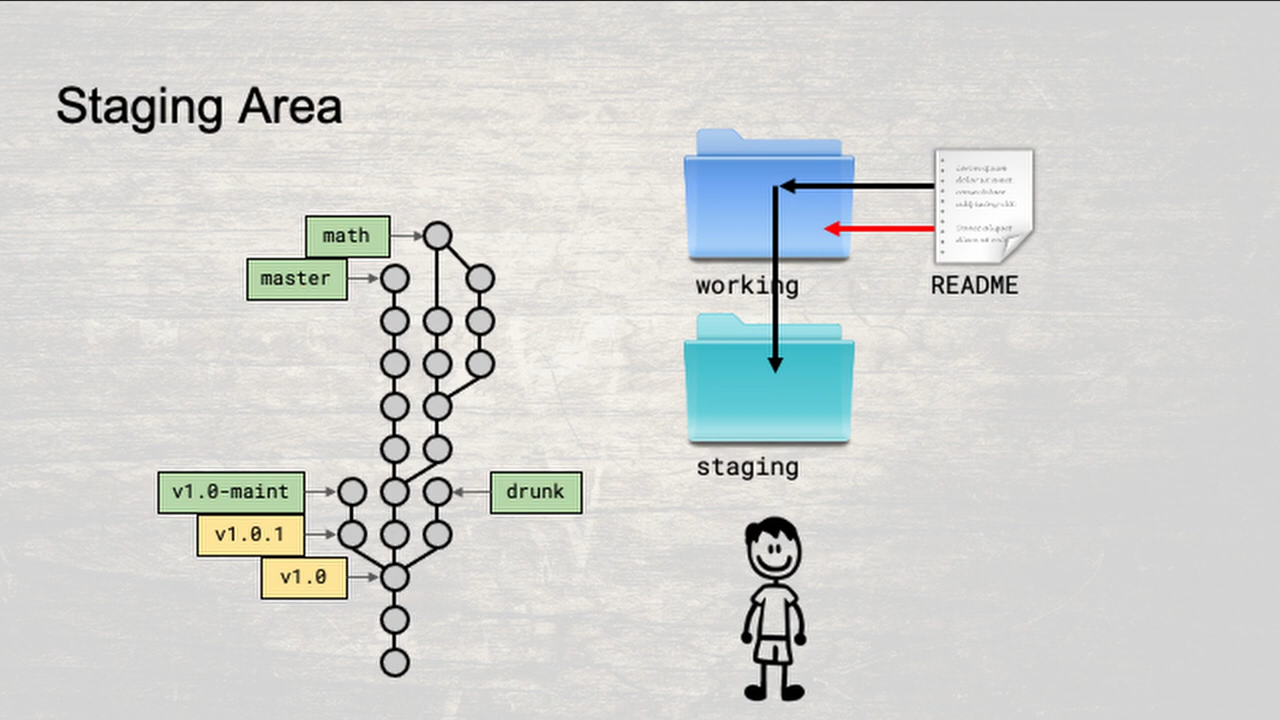 Staging Area
math
master
v1.0-maint
drunk
v1.0.1
v1.0
working
README
staging